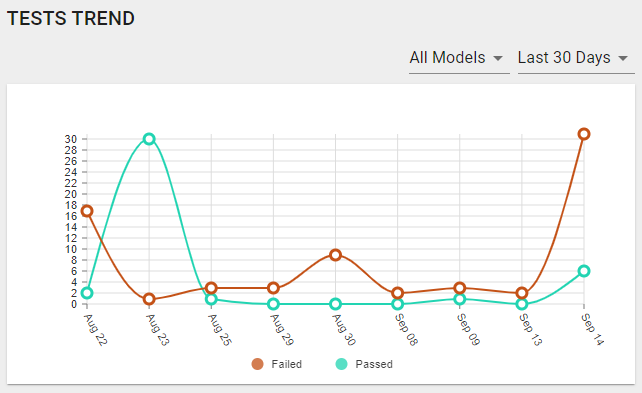 TESTS TREND
All Models
Last 30 Days
30
28
26
24
22
20
18
16
14
12
10
8
6
4
2
0
Aug 22
Aug 23
Aug 25
Aug 29
Aug 30
Sep 08
Sep 09
Sep 13
Sep 14
Failed
Passed